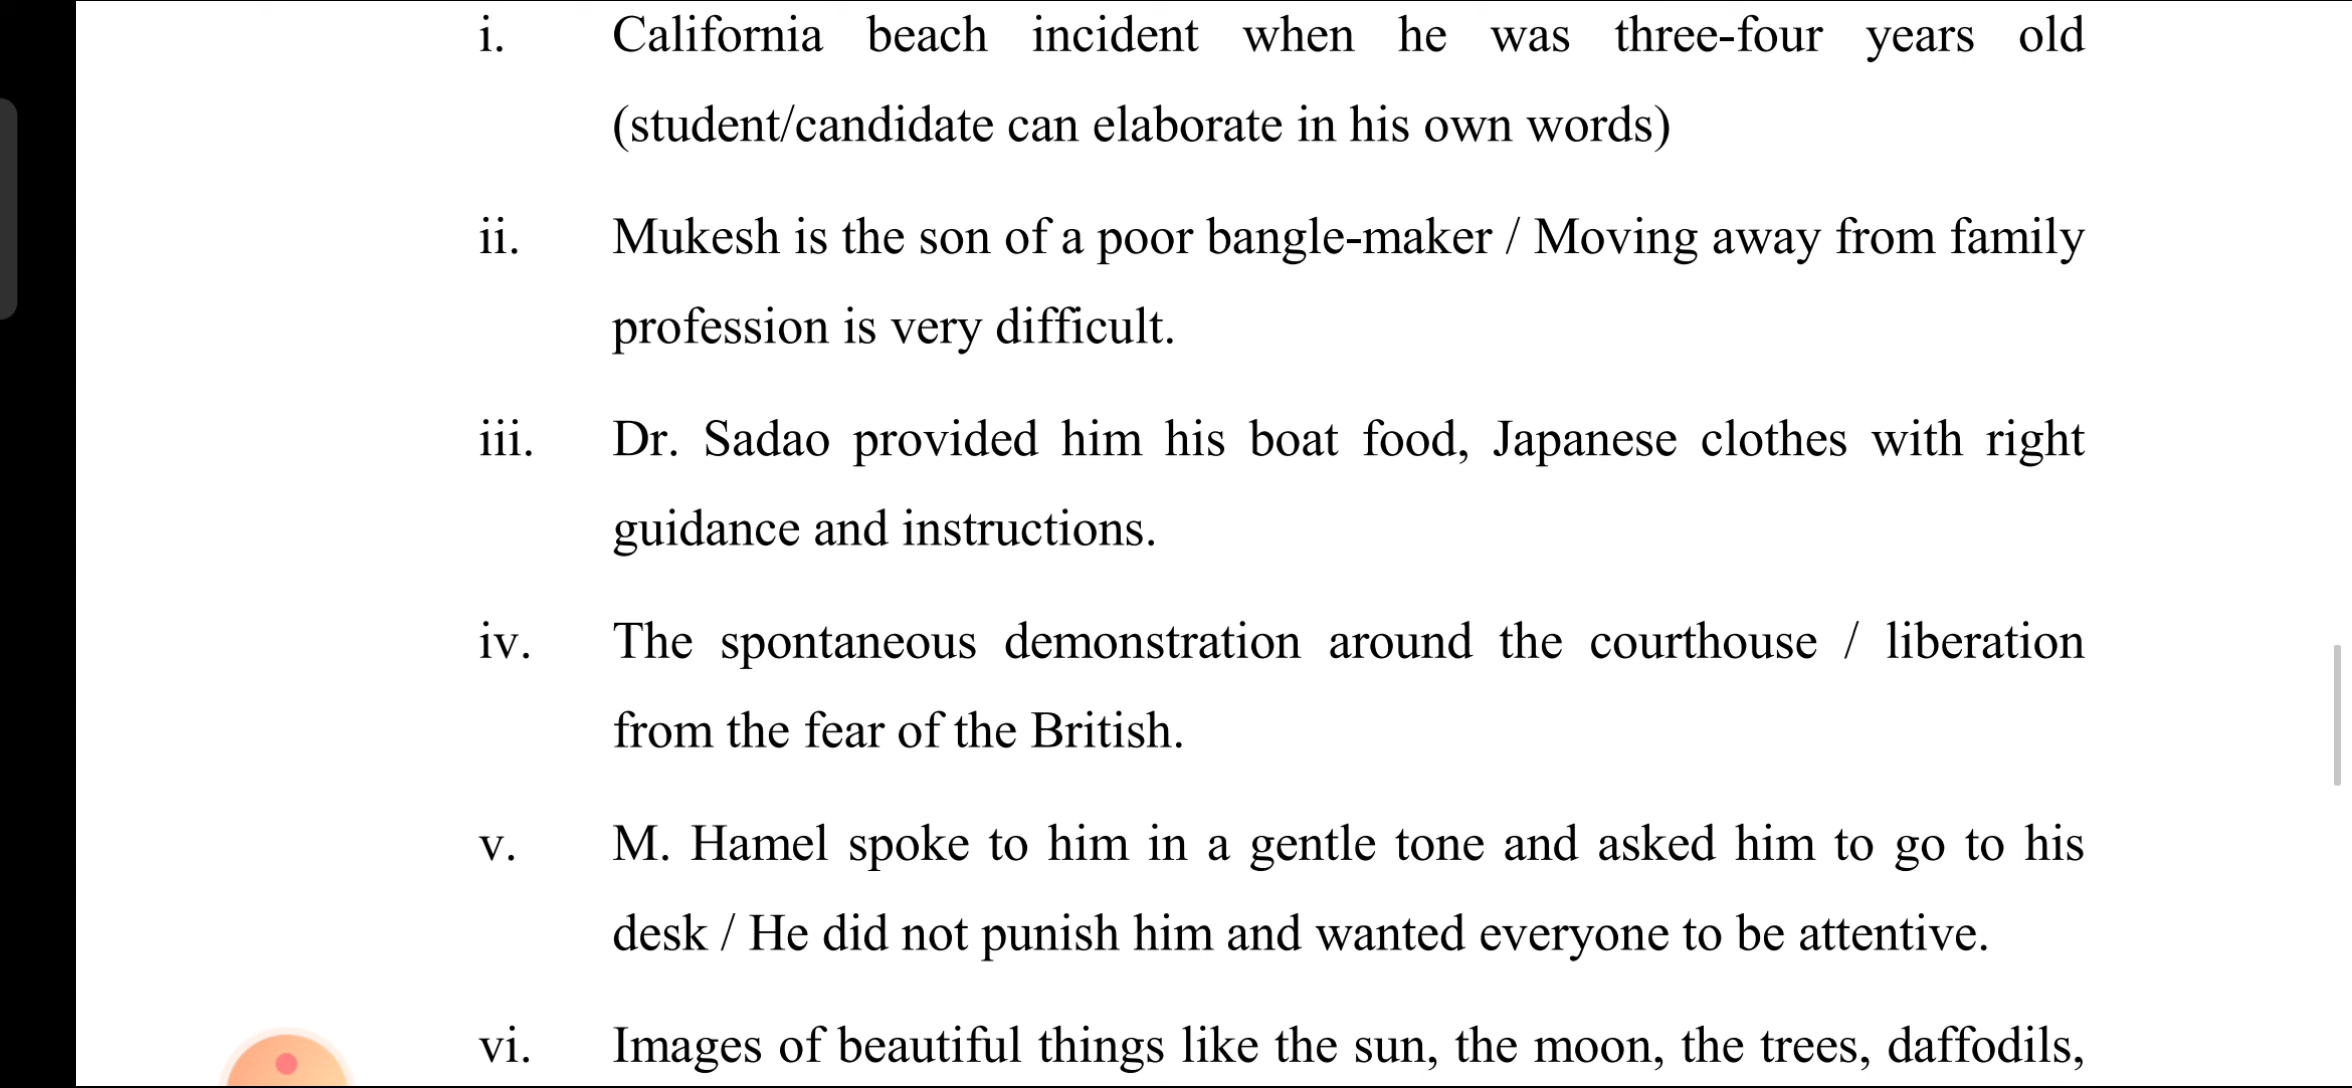 i. California beach incident when he was three-four years old
(student/candidate can elaborate in his own words)
ii. Mukesh is the son of a poor bangle-maker / Moving away from family
profession is very difficult.
iii. Dr. Sadao provided him his boat food, Japanese clothes with right
guidance and instructions.
iv. The spontaneous demonstration around the courthouse / liberation
from the fear of the British.
v. M. Hamel spoke to him in a gentle tone and asked him to go to his
desk / He did not punish him and wanted everyone to be attentive.
vi. Images of beautiful things like the sun, the moon, the trees, daffodils,